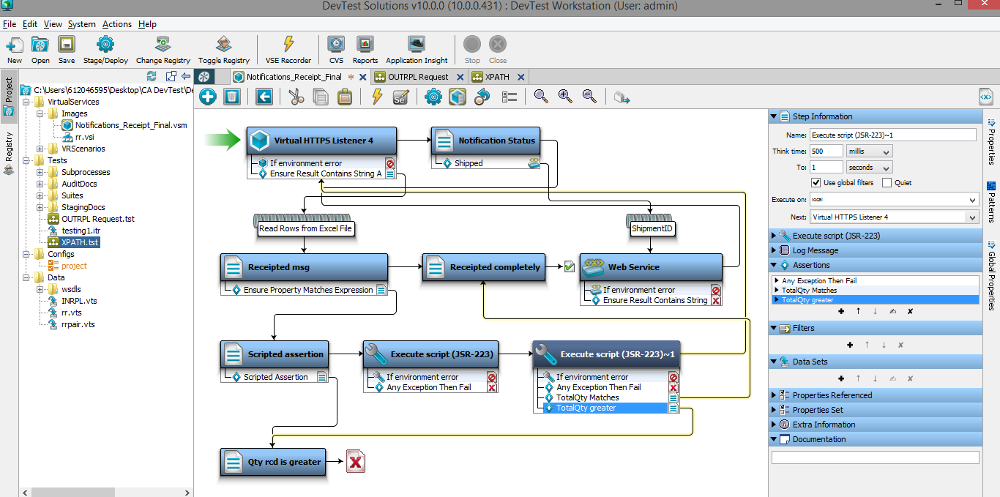 DevTest Solutions v10.0.0 (10.0.0.431) : DevTest Workstation (User: admin)
File Edit View System Actions Help
New Open Save Stage/Deploy Change Registry Toggle Registry VSE Recorder CVS Reports Application Insight Stop Close
Project
Registry
C:\Users\612046595\Desktop\CA DevTest\De
VirtualServices
Images
Notifications_Receipt_Final.vsm
rr.vsi
VRScenarios
Tests
Subprocesses
AuditDocs
Suites
StagingDocs
OUTRPL Request.tst
testing1.itr
XPATH.tst
Configs
project
Data
wsdls
INRPL.vts
rr.vts
rrpair.vts
Notifications_Receipt_Final * OUTRPL Request XPATH
Virtual HTTPS Listener 4
If environment error
Ensure Result Contains String A
Notification Status
Shipped
Read Rows from Excel File
ShipmentID
Receipted msg
Ensure Property Matches Expression
Receipted completely
Web Service
If environment error
Ensure Result Contains String
Scripted assertion
Scripted Assertion
Execute script (JSR-223)
If environment error
Any Exception Then Fail
Execute script (JSR-223)~1
If environment error
Any Exception Then Fail
TotalQty Matches
TotalQty greater
Qty rcd is greater
Step Information
Name: Execute script (JSR-223)~1
Think time: 500 millis
To: 1 seconds
Use global filters Quiet
Execute on: local
Next: Virtual HTTPS Listener 4
Execute script (JSR-223)
Log Message
Assertions
Any Exception Then Fail
TotalQty Matches
TotalQty greater
Filters
Data Sets
Properties Referenced
Properties Set
Extra Information
Documentation
Properties
Patterns
Global Properties